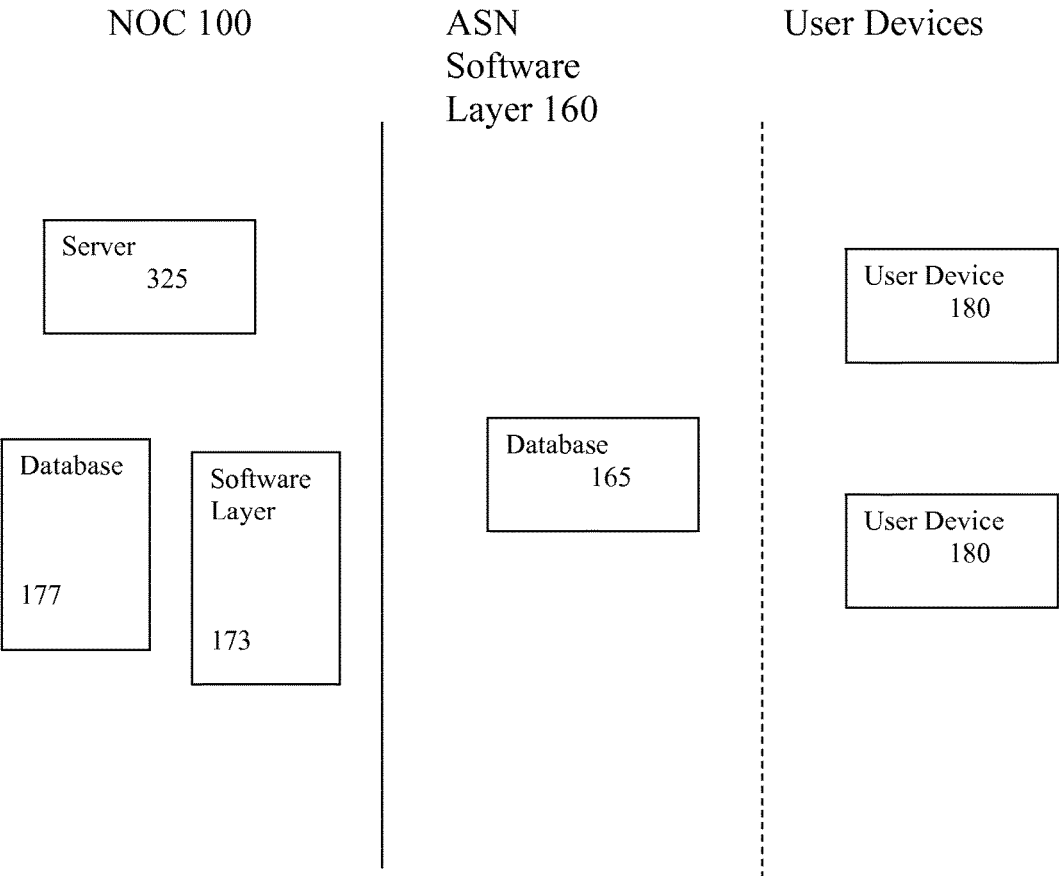 NOC 100
ASN
Software
Layer 160
User Devices
Server
325
Database
177
Software
Layer
173
Database
165
User Device
180
User Device
180